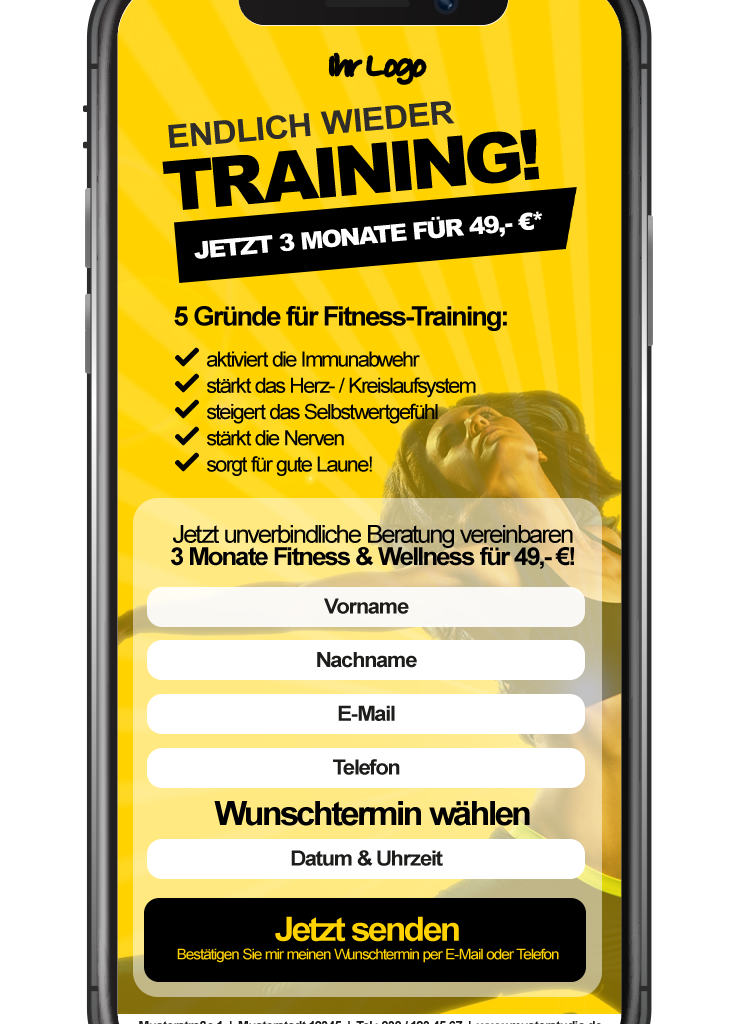 Ihr Logo
ENDLICH WIEDER
TRAINING!
JETZT 3 MONATE FÜR 49,- €*
5 Gründe für Fitness-Training:
aktiviert die Immunabwehr
stärkt das Herz- / Kreislaufsystem
steigert das Selbstwertgefühl
stärkt die Nerven
sorgt für gute Laune!
Jetzt unverbindliche Beratung vereinbaren
3 Monate Fitness & Wellness für 49,- €!
Vorname
Nachname
E-Mail
Telefon
Wunschtermin wählen
Datum & Uhrzeit
Jetzt senden
Bestätigen Sie mir meinen Wunschtermin per E-Mail oder Telefon